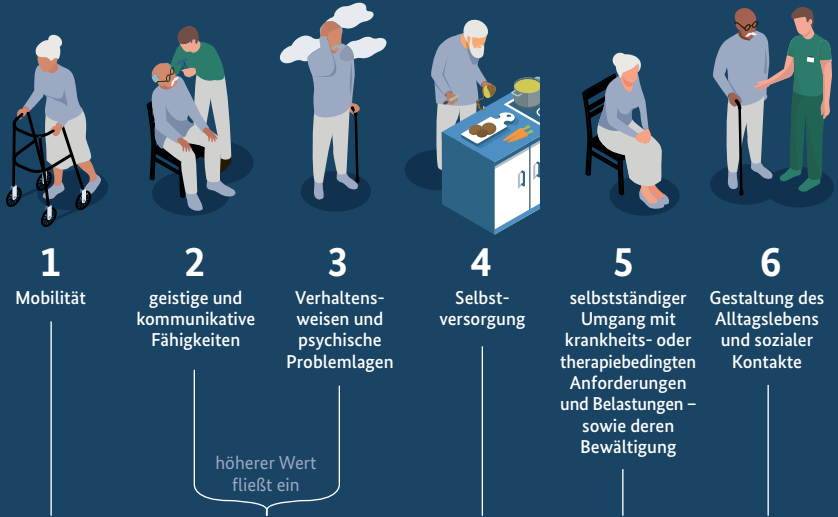 1
Mobilität
2
geistige und
kommunikative
Fähigkeiten
3
Verhaltens-
weisen und
psychische
Problemlagen
höherer Wert
fließt ein
4
Selbst-
versorgung
5
selbstständiger
Umgang mit
krankheits- oder
therapiebedingten
Anforderungen
und Belastungen –
sowie deren
Bewältigung
6
Gestaltung des
Alltagslebens
und sozialer
Kontakte